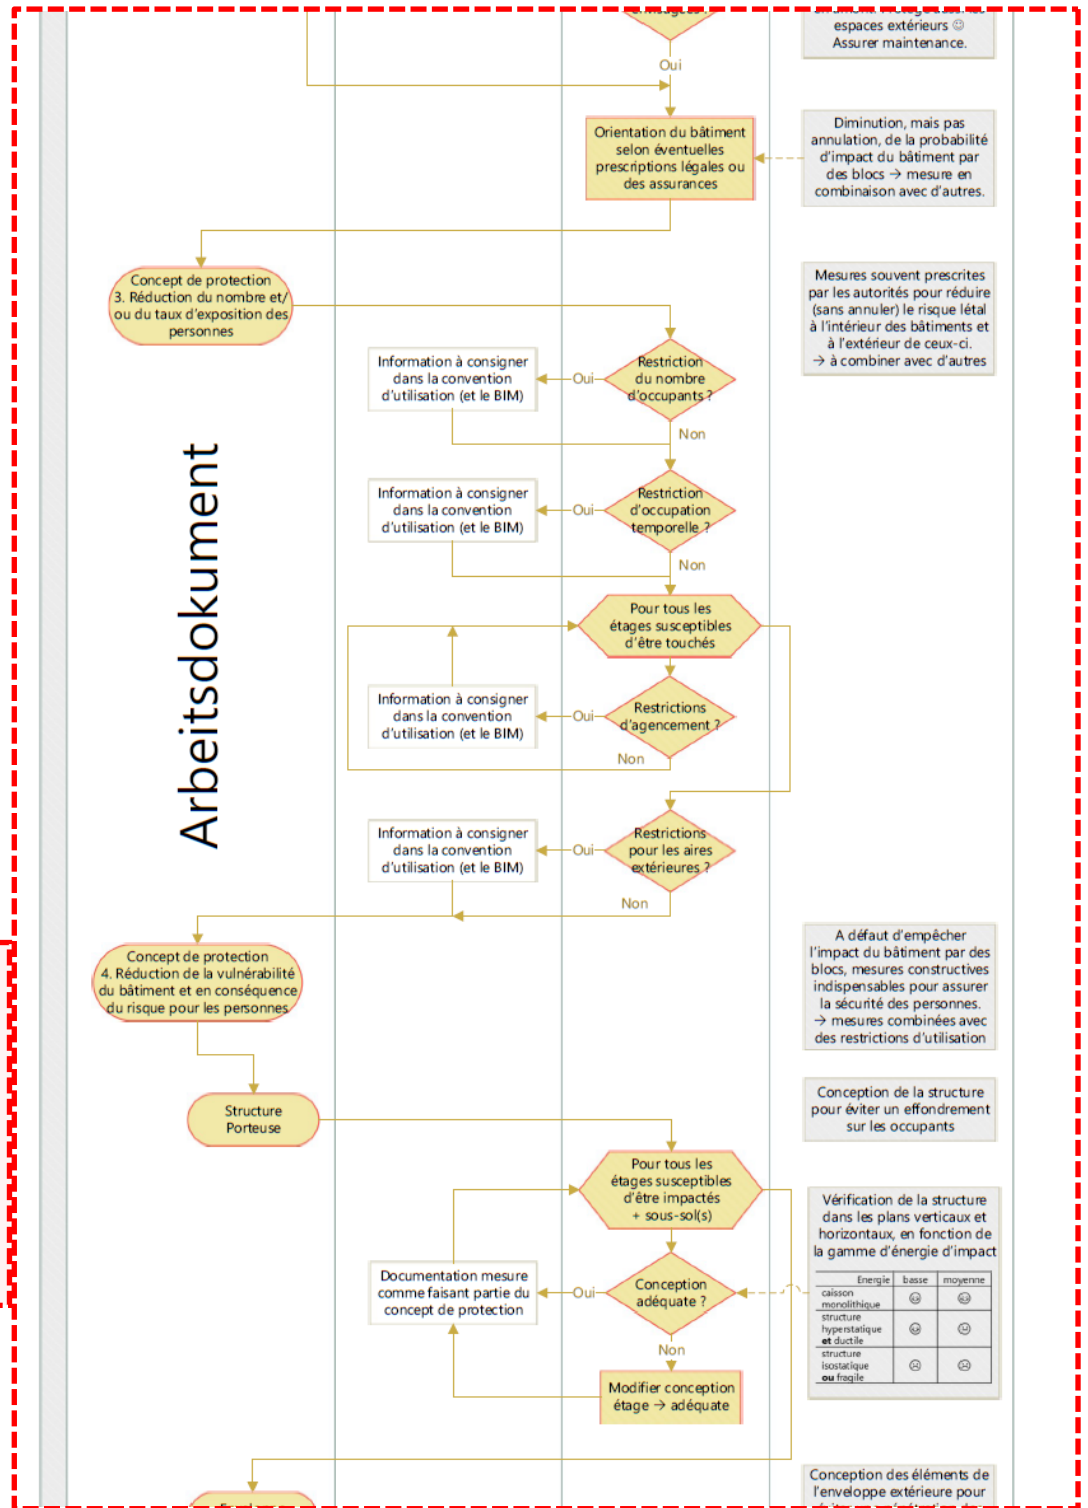 espaces extérieurs ☺
Assurer maintenance.
Oui
Orientation du bâtiment
selon éventuelles
prescriptions légales ou
des assurances
Diminution, mais pas
annulation, de la probabilité
d'impact du bâtiment par
des blocs → mesure en
combinaison avec d'autres.
Concept de protection
3. Réduction du nombre et/
ou du taux d'exposition des
personnes
Mesures souvent prescrites
par les autorités pour réduire
(sans annuler) le risque létal
à l'intérieur des bâtiments et
à l'extérieur de ceux-ci.
→ à combiner avec d'autres
Restriction
du nombre
d'occupants ?
Oui
Information à consigner
dans la convention
d'utilisation (et le BIM)
Non
Restriction
d'occupation
temporelle ?
Oui
Information à consigner
dans la convention
d'utilisation (et le BIM)
Non
Arbeitsdokument
Pour tous les
étages susceptibles
d'être touchés
Restrictions
d'agencement ?
Oui
Information à consigner
dans la convention
d'utilisation (et le BIM)
Non
Restrictions
pour les aires
extérieures ?
Oui
Information à consigner
dans la convention
d'utilisation (et le BIM)
Non
Concept de protection
4. Réduction de la vulnérabilité
du bâtiment et en conséquence
du risque pour les personnes
A défaut d'empêcher
l'impact du bâtiment par des
blocs, mesures constructives
indispensables pour assurer
la sécurité des personnes.
→ mesures combinées avec
des restrictions d'utilisation
Structure
Porteuse
Conception de la structure
pour éviter un effondrement
sur les occupants
Pour tous les
étages susceptibles
d'être impactés
+ sous-sol(s)
Vérification de la structure
dans les plans verticaux et
horizontaux, en fonction de
la gamme d'énergie d'impact
Energie basse moyenne
caisson
monolithique ☺ ☺
structure
hyperstatique ☺ ☺
et ductile
structure
isostatique ☹ ☹
ou fragile
Conception
adéquate ?
Oui
Documentation mesure
comme faisant partie du
concept de protection
Non
Modifier conception
étage → adéquate
Conception des éléments de
l'enveloppe extérieure pour